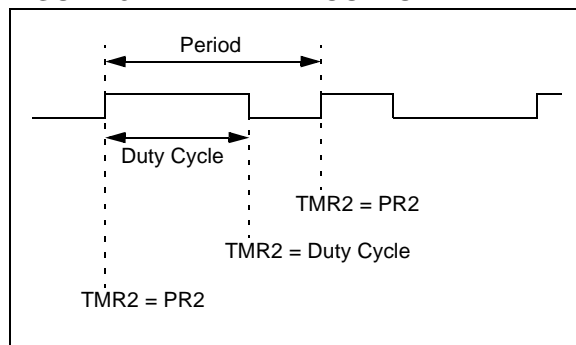 Period
Duty Cycle
TMR2 = PR2
TMR2 = Duty Cycle
TMR2 = PR2